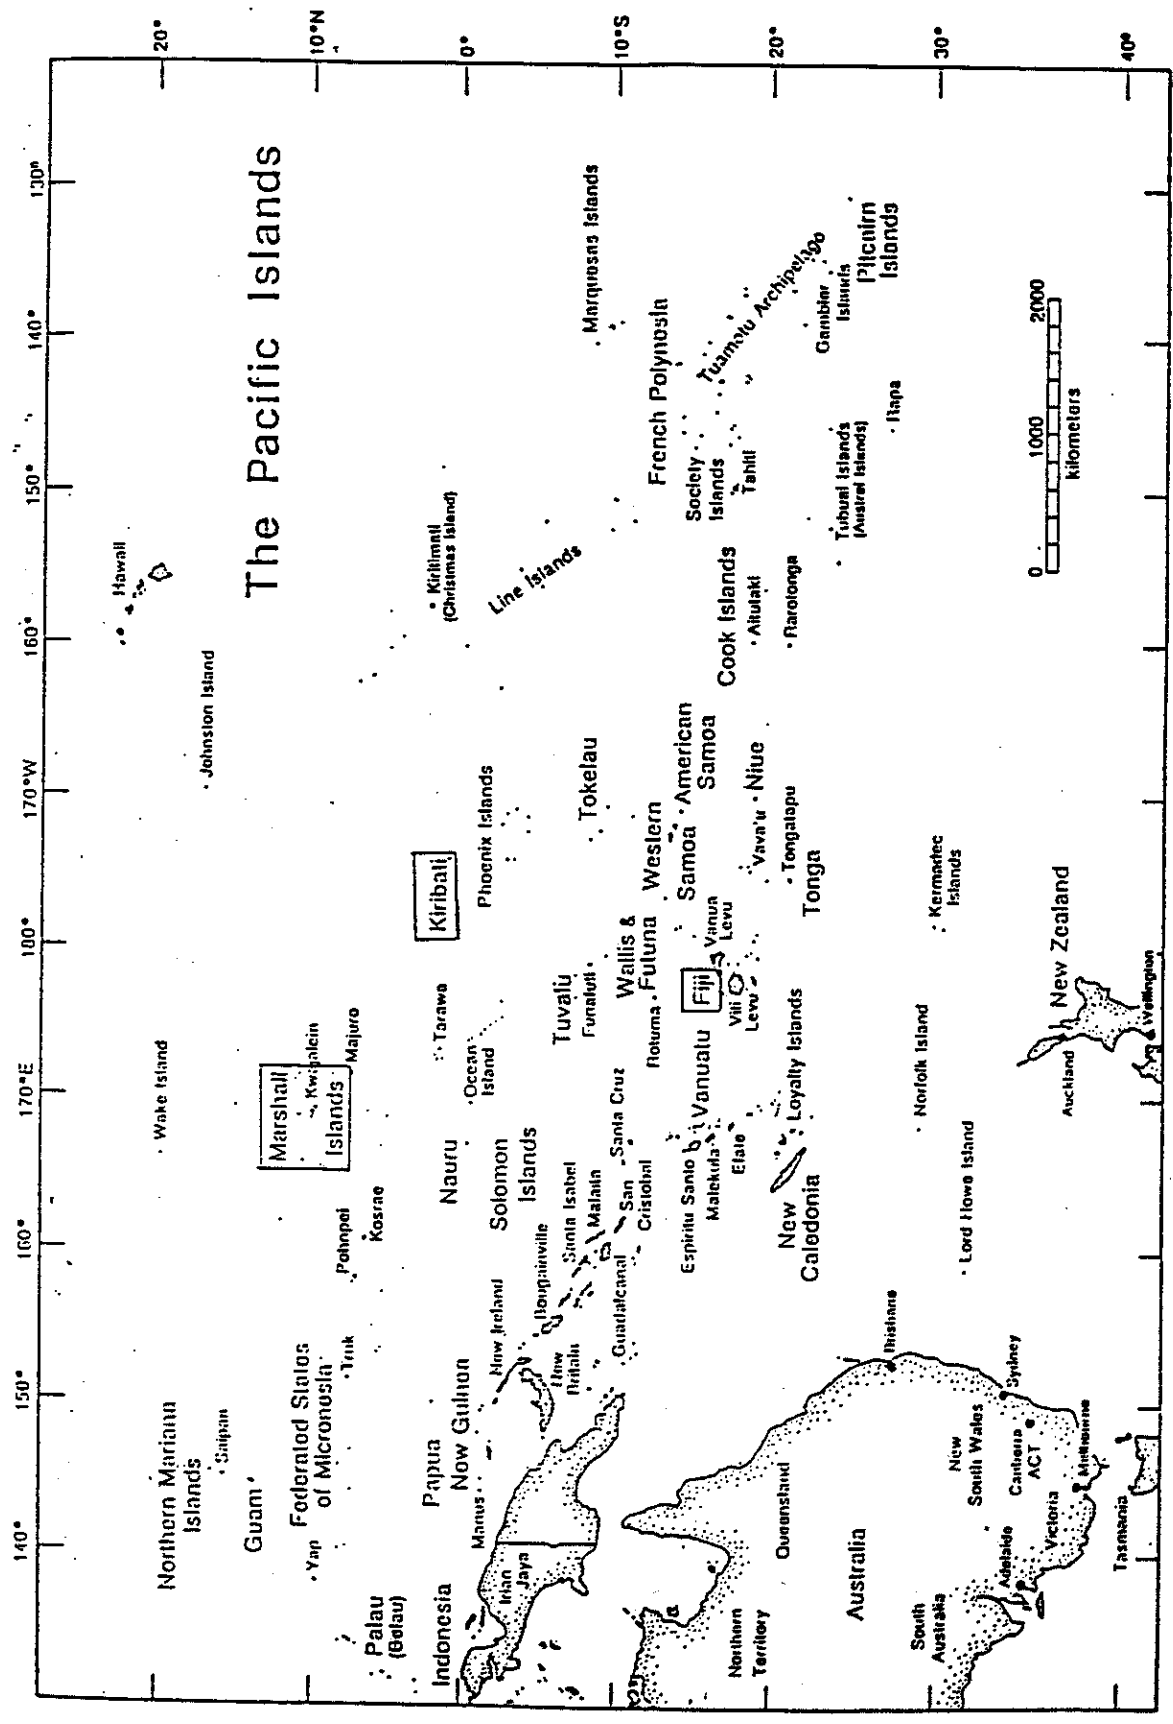 The Pacific Islands
140°
150°
160°
170°E
180°
170°W
160°
150°
140°
130°
20°
10°N
0°
10°S
20°
30°
40°
Hawaii
Johnston Island
Wake Island
Northern Mariana
Islands
Saipan
Guam
Marshall
Islands
Kwajalein
Majuro
Yap
Federated States
of Micronesia
Truk
Pohnpei
Kosrae
Palau
(Belau)
Kiribati
Kiritimati
(Christmas Island)
Tarawa
Ocean
Island
Nauru
Phoenix Islands
Line Islands
Indonesia
Irian
Jaya
Papua
New Guinea
Manus
New Ireland
New
Britain
Bougainville
Solomon
Islands
Santa Isabel
Malaita
Guadalcanal
San
Cristobal
Santa Cruz
Tuvalu
Funafuti
Tokelau
Marquesas Islands
Rotuma
Wallis &
Futuna
Western
Samoa
American
Samoa
French Polynesia
Society
Islands
Tahiti
Tuamotu Archipelago
Cook Islands
Aitutaki
Rarotonga
Fiji
Vanua
Levu
Viti
Levu
Vava'u
Niue
Tongatapu
Tonga
Espiritu Santo
Malekula
Vanuatu
Efate
Loyalty Islands
New
Caledonia
Gambier
Islands
Pitcairn
Islands
Tubuai Islands
(Austral Islands)
Rapa
Northern
Territory
Queensland
Australia
South
Australia
Adelaide
New
South Wales
Canberra
ACT
Victoria
Melbourne
Tasmania
Brisbane
Sydney
Lord Howe Island
Norfolk Island
Kermadec
Islands
New Zealand
Auckland
Wellington
0
1000
2000
kilometers